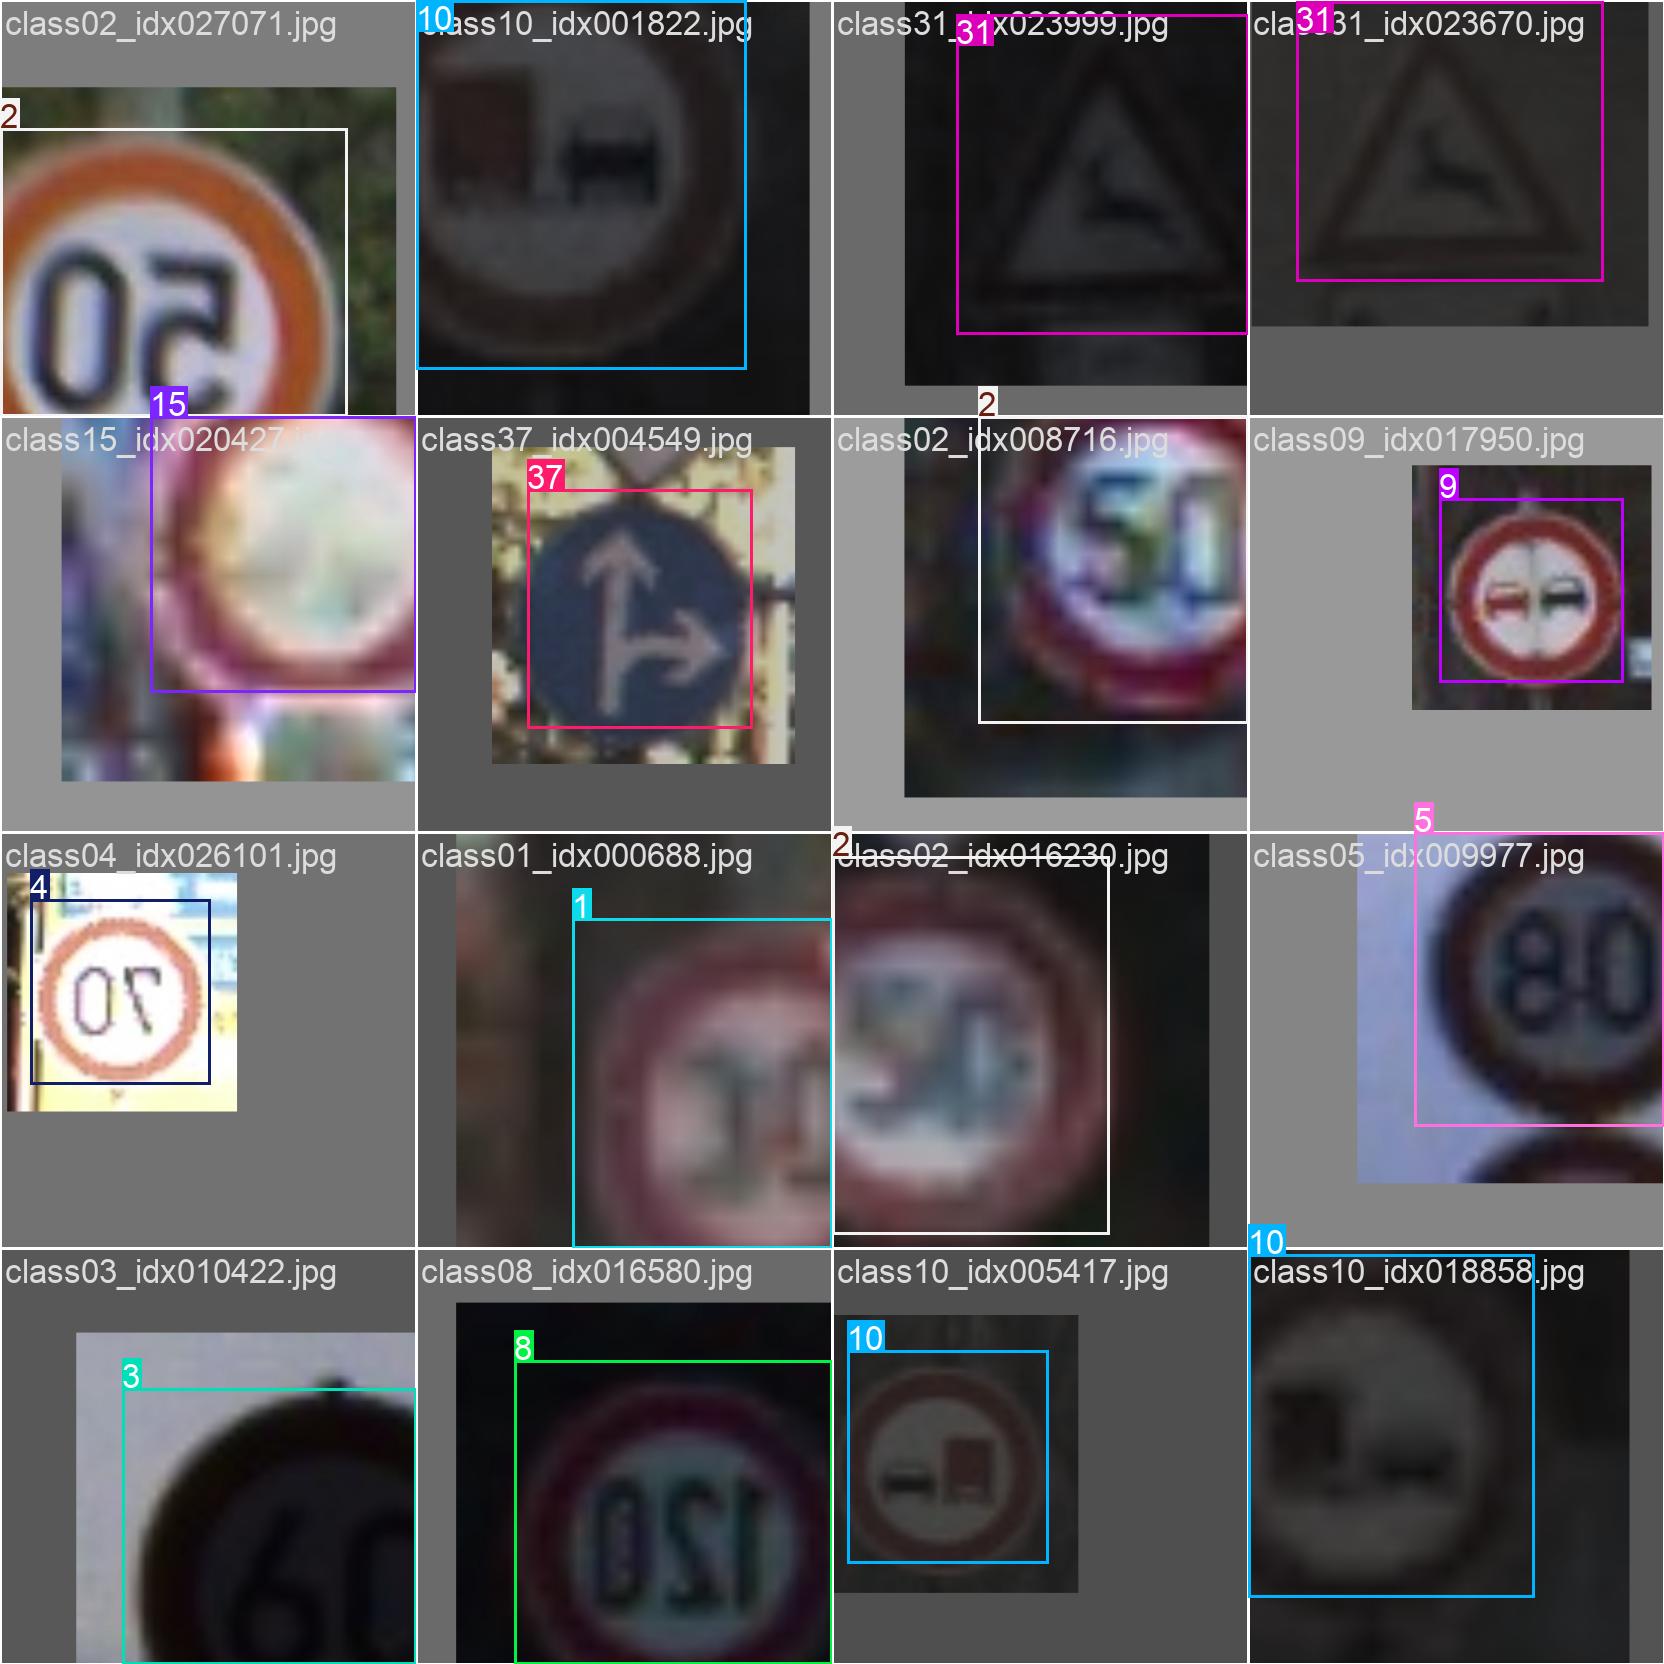 class02_idx027071.jpg
10
class10_idx001822.jpg
31
class31_idx023999.jpg
31
class31_idx023670.jpg
2
50
15
class15_idx020427.jpg
class37_idx004549.jpg
37
2
class02_idx008716.jpg
50
class09_idx017950.jpg
9
class04_idx026101.jpg
4
70
class01_idx000688.jpg
1
2
class02_idx016230.jpg
50
5
class05_idx009977.jpg
80
class03_idx010422.jpg
3
60
class08_idx016580.jpg
8
120
class10_idx005417.jpg
10
10
class10_idx018858.jpg